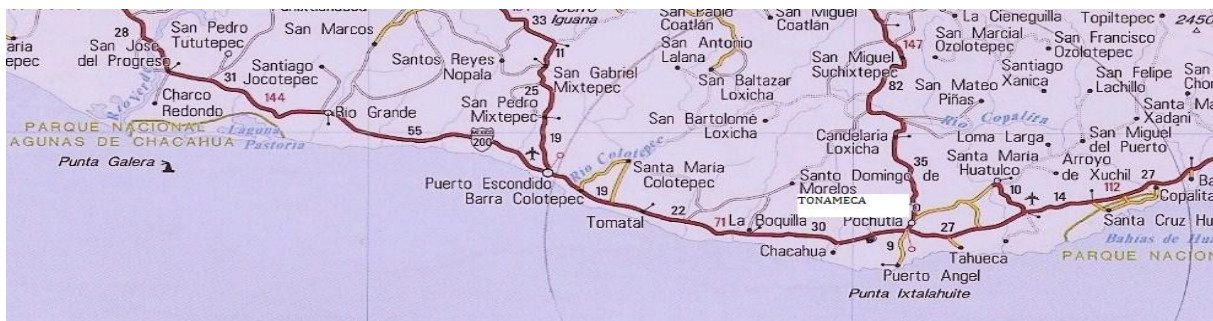 Iguana
San Pablo
Coatlán
San Miguel
Coatlán
La Cieneguilla
Topiltepec
2450
28
San Pedro
Tututepec
San Marcos
33
San José
del Progreso
31
Santiago
Jocotepec
144
Santos Reyes
Nopala
11
San Gabriel
Mixtepec
25
San Pedro
Mixtepec
19
San Antonio
Lalana
San Baltazar
Loxicha
San Bartolomé
Loxicha
147
San Miguel
Suchixtepec
82
San Marcial
Ozolotepec
San Francisco
Ozolotepec
Santiago
Xanica
San Mateo
Piñas
San Felipe
Lachillo
Santa
Xadani
Río Verde
Charco
Redondo
Río Grande
55
MEXICO
200
PARQUE NACIONAL
LAGUNAS DE CHACAHUA
Laguna
Pastoria
Punta Galera
Río Colotepec
Puerto Escondido
Barra Colotepec
19
Santa María
Colotepec
Candelaria
Loxicha
35
Río Copalita
Loma Larga
San Miguel
del Puerto
Santa María
Huatulco
10
Arroyo
de Xuchil
112
27
14
Copalita
Santo Domingo de
Morelos
TONAMECA
Tomatal
22
71
La Boquilla
30
Pochutla
27
Chacahua
9
Tahueca
Santa Cruz Hu
Bahías de Hua
PARQUE NACION
Puerto Angel
Punta Ixtalahuite